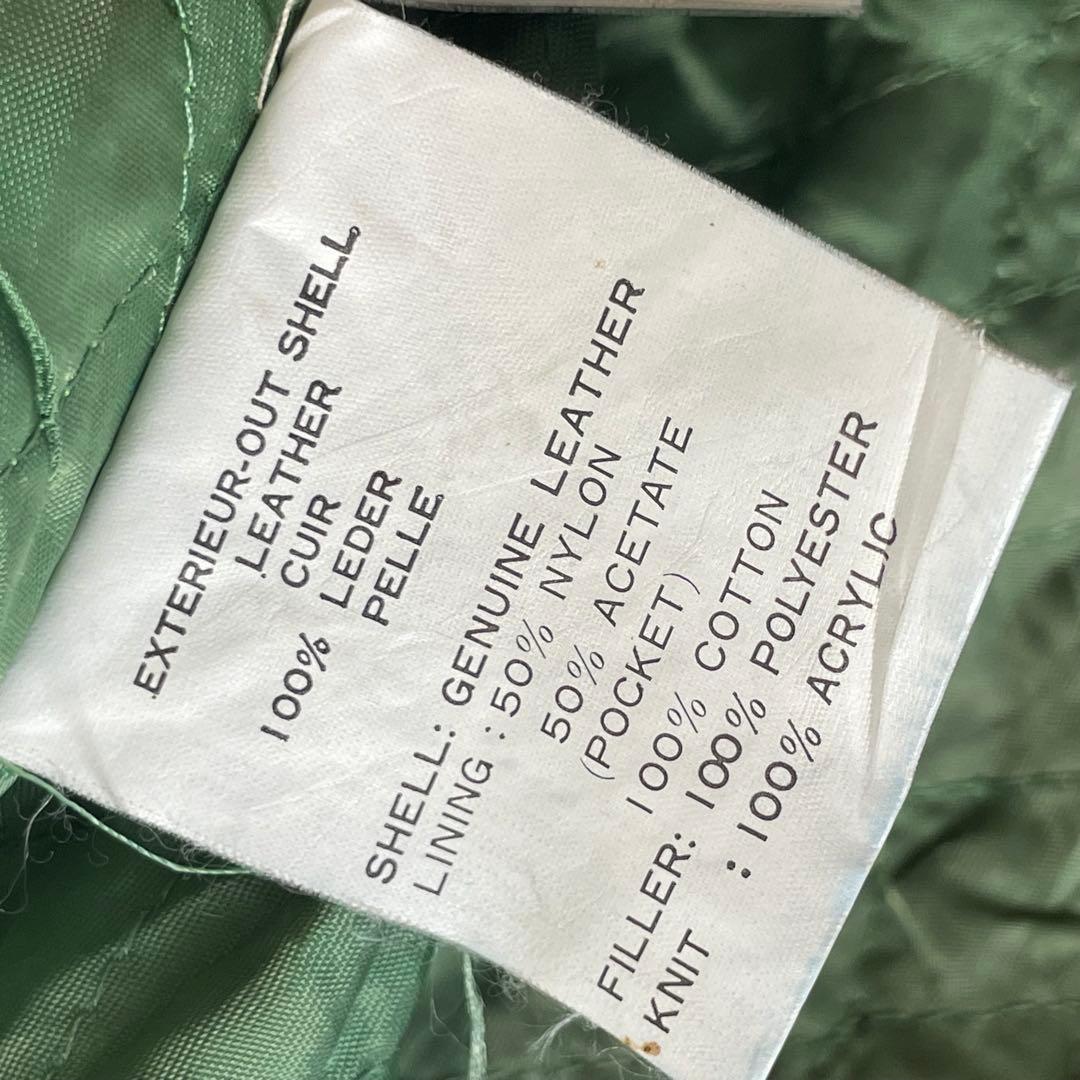 EXTERIEUR-OUT SHELL
LEATHER
CUIR
100% LEDER
PELLE
SHELL: GENUINE LEATHER
LINING : 50% NYLON
50% ACETATE
(POCKET)
100% COTTON
FILLER: 100% POLYESTER
KNIT : 100% ACRYLIC